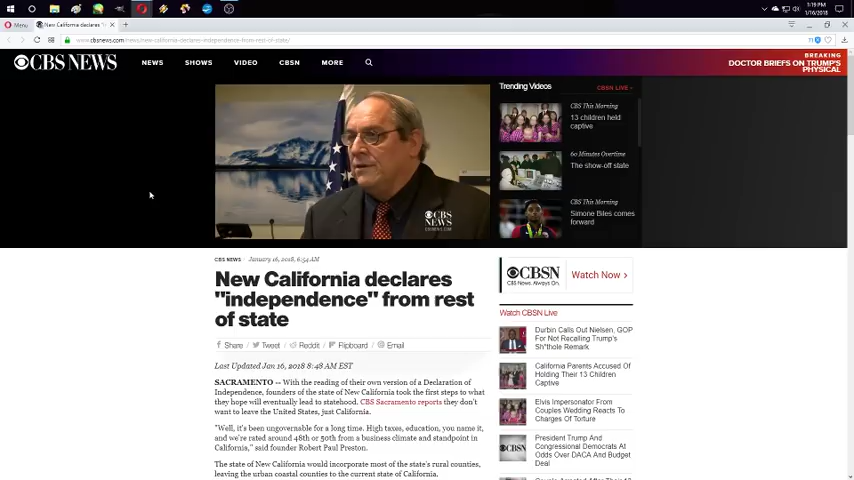 1:19 PM
1/16/2018
Menu
New California declares "i
www.cbsnews.com/news/new-california-declares-independence-from-rest-of-state/
CBS NEWS
NEWS
SHOWS
VIDEO
CBSN
MORE
BREAKING
DOCTOR BRIEFS ON TRUMP'S
PHYSICAL
CBS NEWS
Trending Videos
CBSN LIVE
CBS This Morning
13 children held
captive
60 Minutes Overtime
The show-off state
CBS This Morning
Simone Biles comes
forward
CBS NEWS
January 16, 2018, 6:54 AM
New California declares
"independence" from rest
of state
Share
Tweet
Reddit
Flipboard
Email
Last Updated Jan 16, 2018 8:48 AM EST
SACRAMENTO -- With the reading of their own version of a Declaration of
Independence, founders of the state of New California took the first steps to what
they hope will eventually lead to statehood. CBS Sacramento reports they don't
want to leave the United States, just California.
"Well, it's been ungovernable for a long time. High taxes, education, you name it,
and we're rated around 48th or 50th from a business climate and standpoint in
California," said founder Robert Paul Preston.
The state of New California would incorporate most of the state's rural counties,
leaving the urban coastal counties to the current state of California.
CBSN
CBS News. Always On.
Watch Now >
Watch CBSN Live
Durbin Calls Out Nielsen, GOP
For Not Recalling Trump's
Sh*thole Remark
California Parents Accused Of
Holding Their 13 Children
Captive
Elvis Impersonator From
Couples Wedding Reacts To
Charges Of Torture
President Trump And
Congressional Democrats At
Odds Over DACA And Budget
Deal